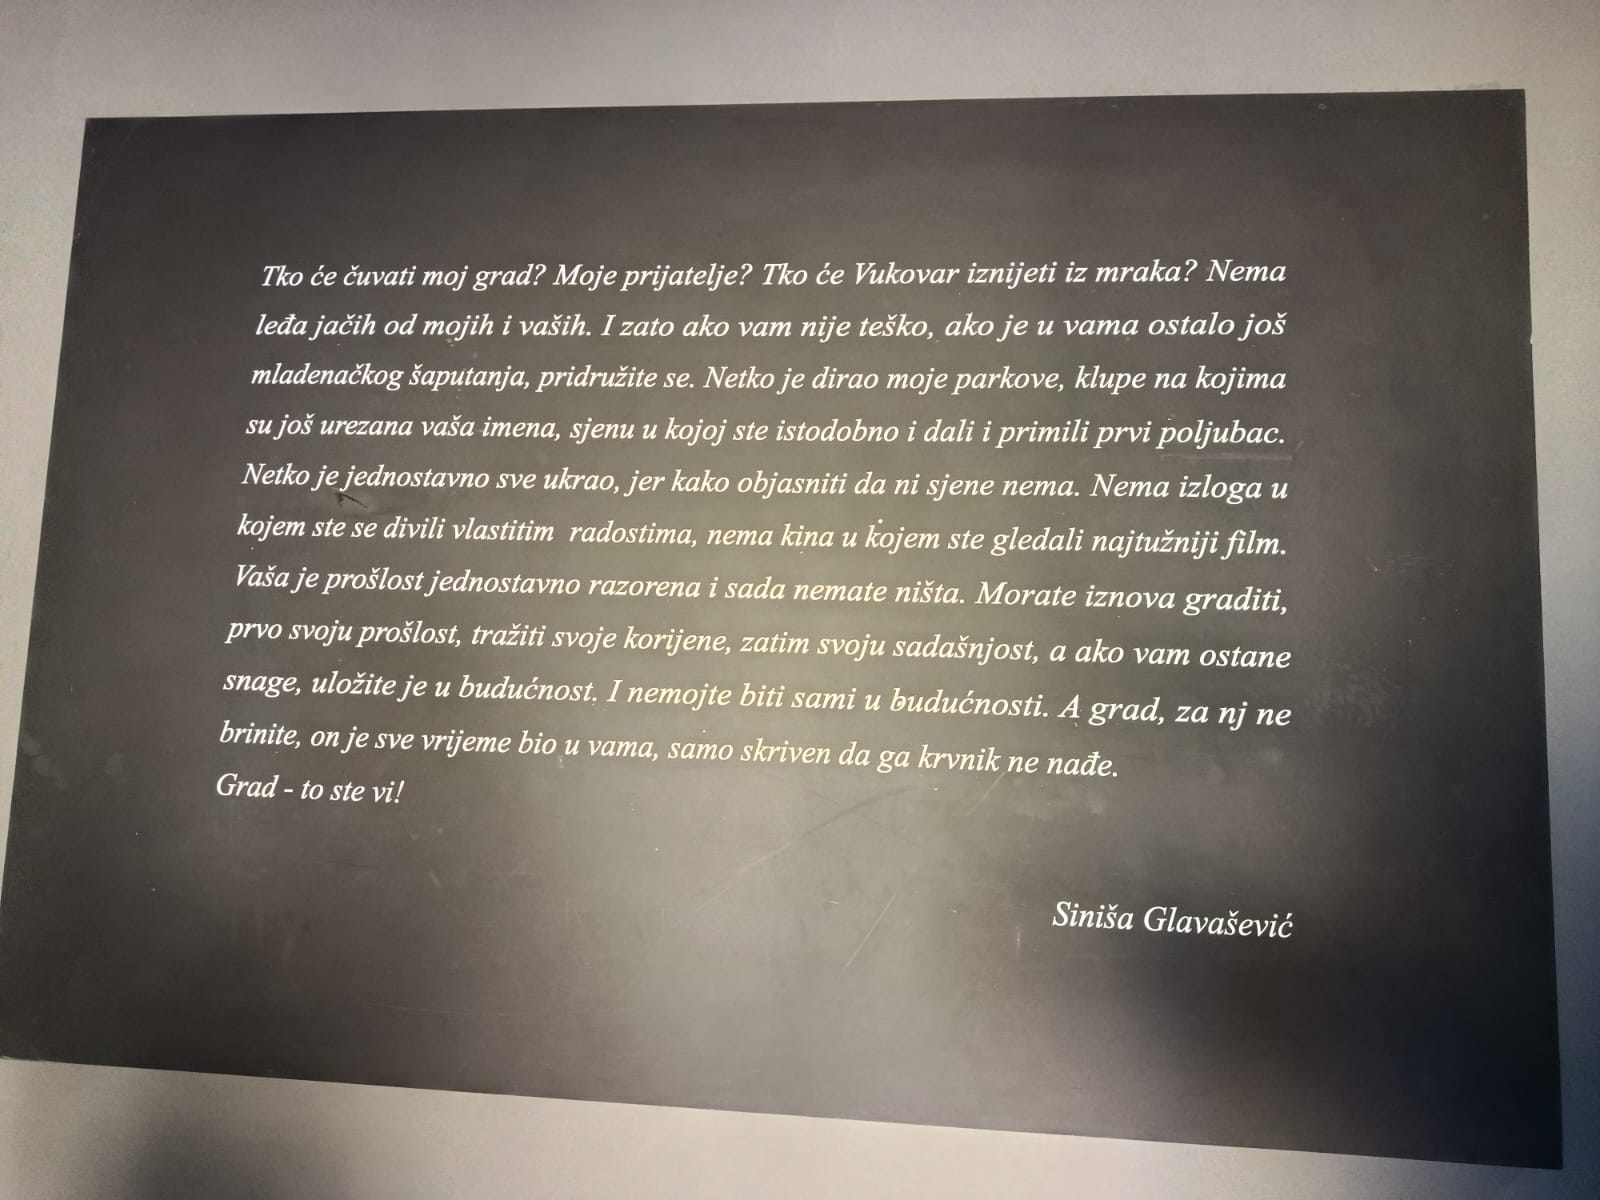 Tko će čuvati moj grad? Moje prijatelje? Tko će Vukovar iznijeti iz mraka? Nema
leđa jačih od mojih i vaših. I zato ako vam nije teško, ako je u vama ostalo još
mladenačkog šaputanja, pridružite se. Netko je dirao moje parkove, klupe na kojima
su još urezana vaša imena, sjenu u kojoj ste istodobno i dali i primili prvi poljubac.
Netko je jednostavno sve ukrao, jer kako objasniti da ni sjene nema. Nema izloga u
kojem ste se divili vlastitim radostima, nema kina u kojem ste gledali najtužniji film.
Vaša je prošlost jednostavno razorena i sada nemate ništa. Morate iznova graditi,
prvo svoju prošlost, tražiti svoje korijene, zatim svoju sadašnjost, a ako vam ostane
snage, uložite je u budućnost. I nemojte biti sami u budućnosti. A grad, za nj ne
brinite, on je sve vrijeme bio u vama, samo skriven da ga krvnik ne nađe.
Grad - to ste vi!
Siniša Glavašević